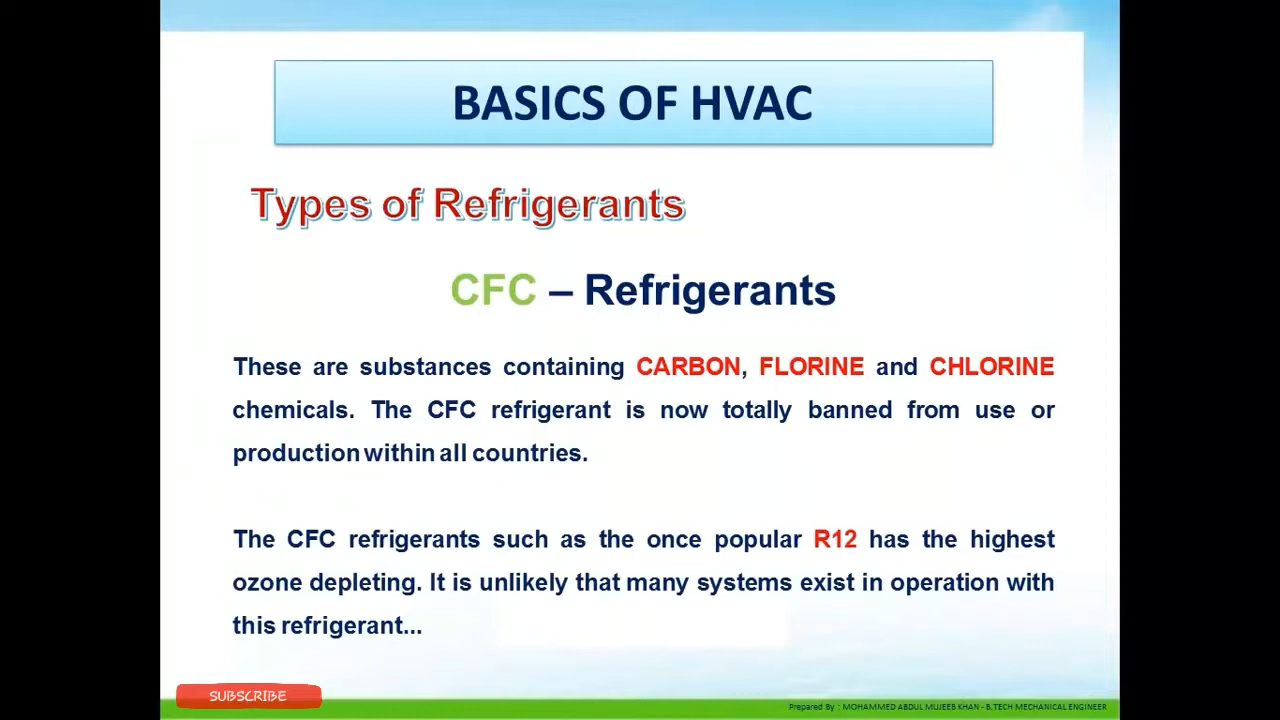 BASICS OF HVAC
Types of Refrigerants
CFC – Refrigerants
These are substances containing CARBON, FLORINE and CHLORINE
chemicals. The CFC refrigerant is now totally banned from use or
production within all countries.
The CFC refrigerants such as the once popular R12 has the highest
ozone depleting. It is unlikely that many systems exist in operation with
this refrigerant...
SUBSCRIBE
Prepared By : MOHAMMED ABDUL MUJEEB KHAN - B.TECH MECHANICAL ENGINEER